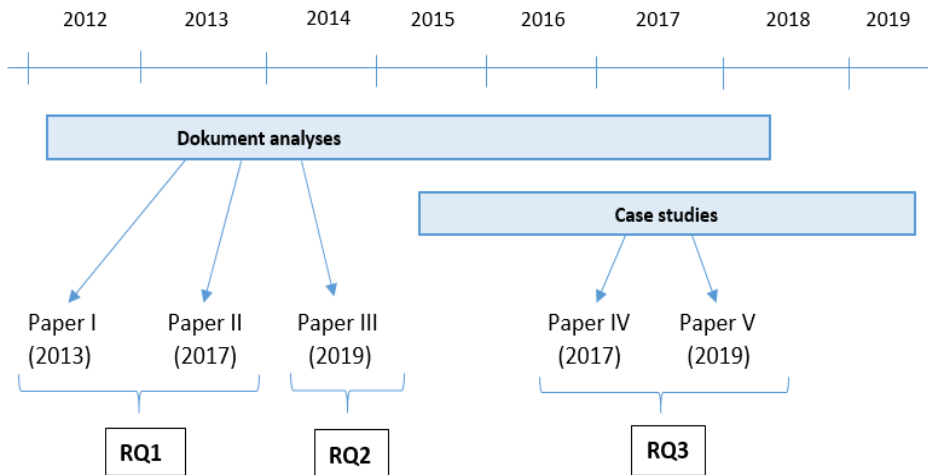 2012 2013 2014 2015 2016 2017 2018 2019
Dokument analyses
Case studies
Paper I Paper II Paper III Paper IV Paper V
(2013) (2017) (2019) (2017) (2019)
RQ1 RQ2 RQ3